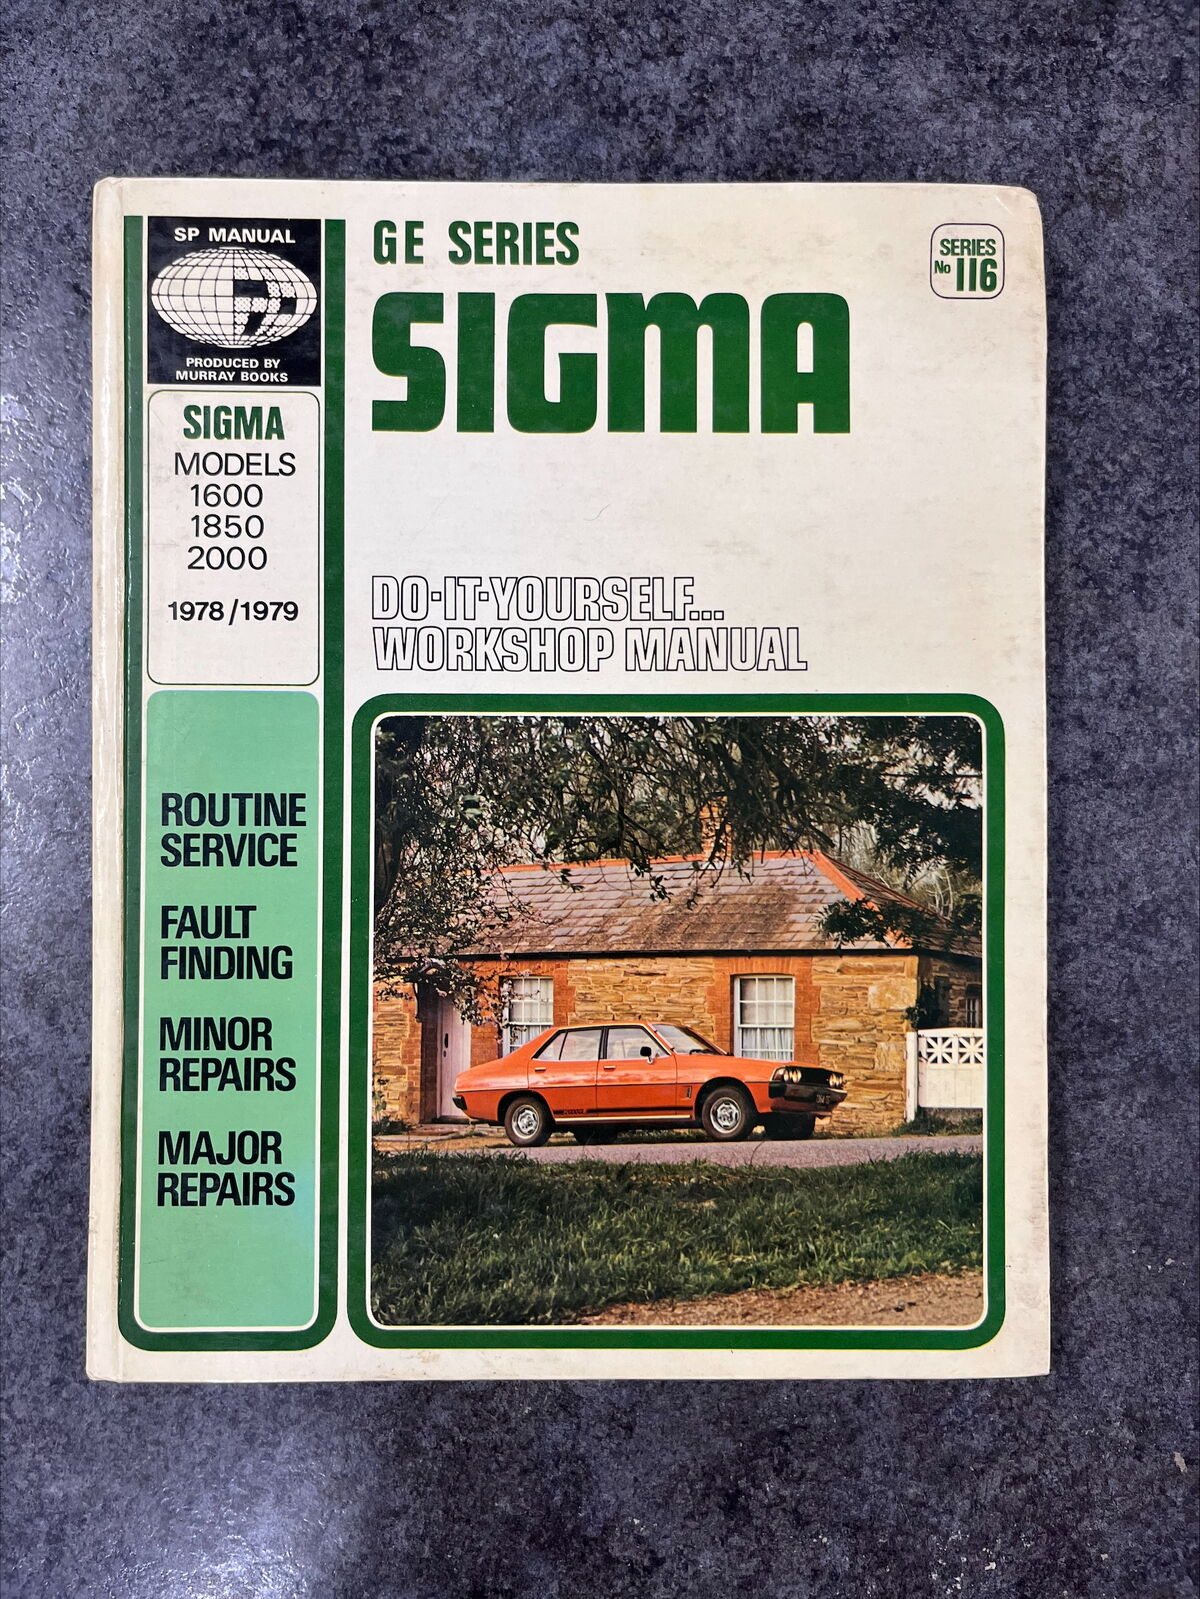 SP MANUAL
PRODUCED BY
MURRAY BOOKS
GE SERIES
SIGMA
SERIES
No 116
SIGMA
MODELS
1600
1850
2000
1978/1979
DO-IT-YOURSELF...
WORKSHOP MANUAL
ROUTINE
SERVICE
FAULT
FINDING
MINOR
REPAIRS
MAJOR
REPAIRS